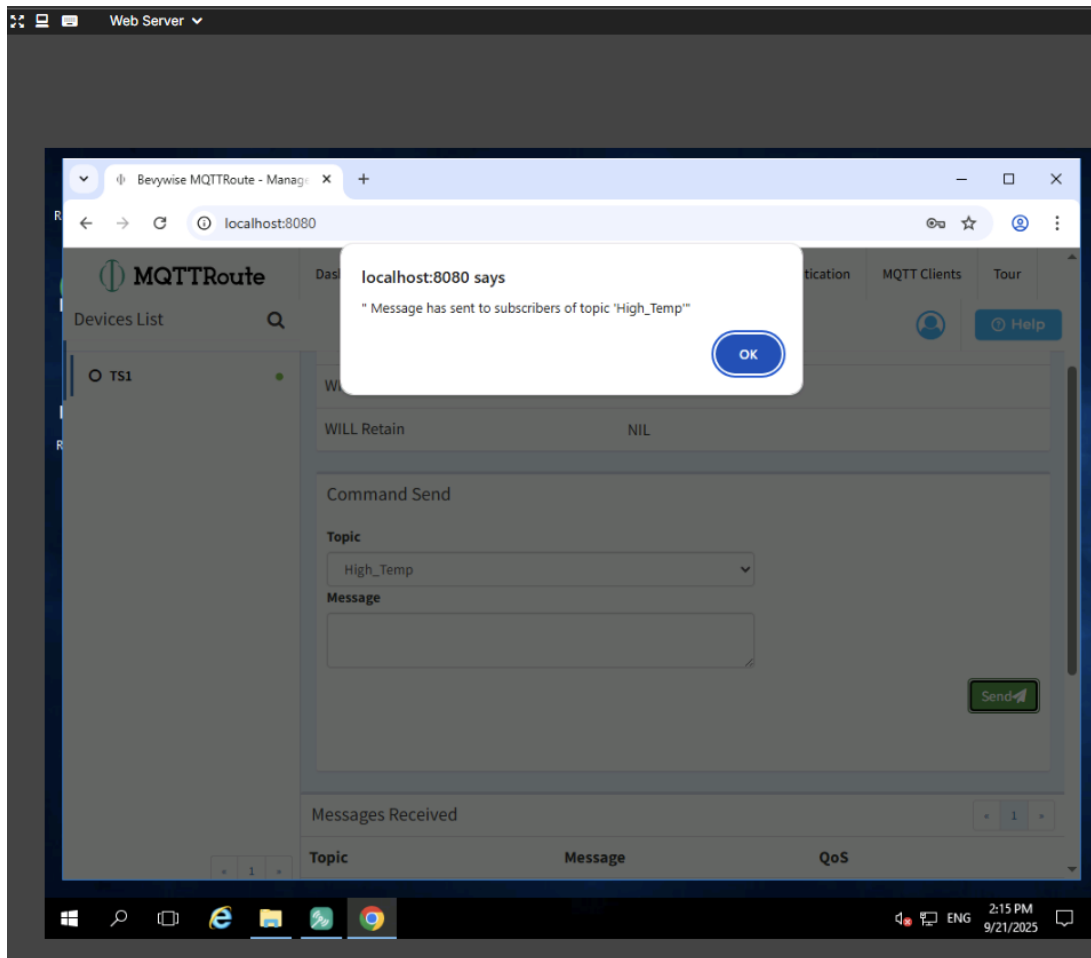 Web Server
Bevywise MQTTRoute - Manage
localhost:8080
MQTTRoute
Das
tication
MQTT Clients
Tour
localhost:8080 says
" Message has sent to subscribers of topic 'High_Temp'"
OK
Devices List
Help
TS1
WILL Retain
NIL
Command Send
Topic
High_Temp
Message
Send
Messages Received
« 1 »
Topic
Message
QoS
« 1 »
ENG
2:15 PM
9/21/2025